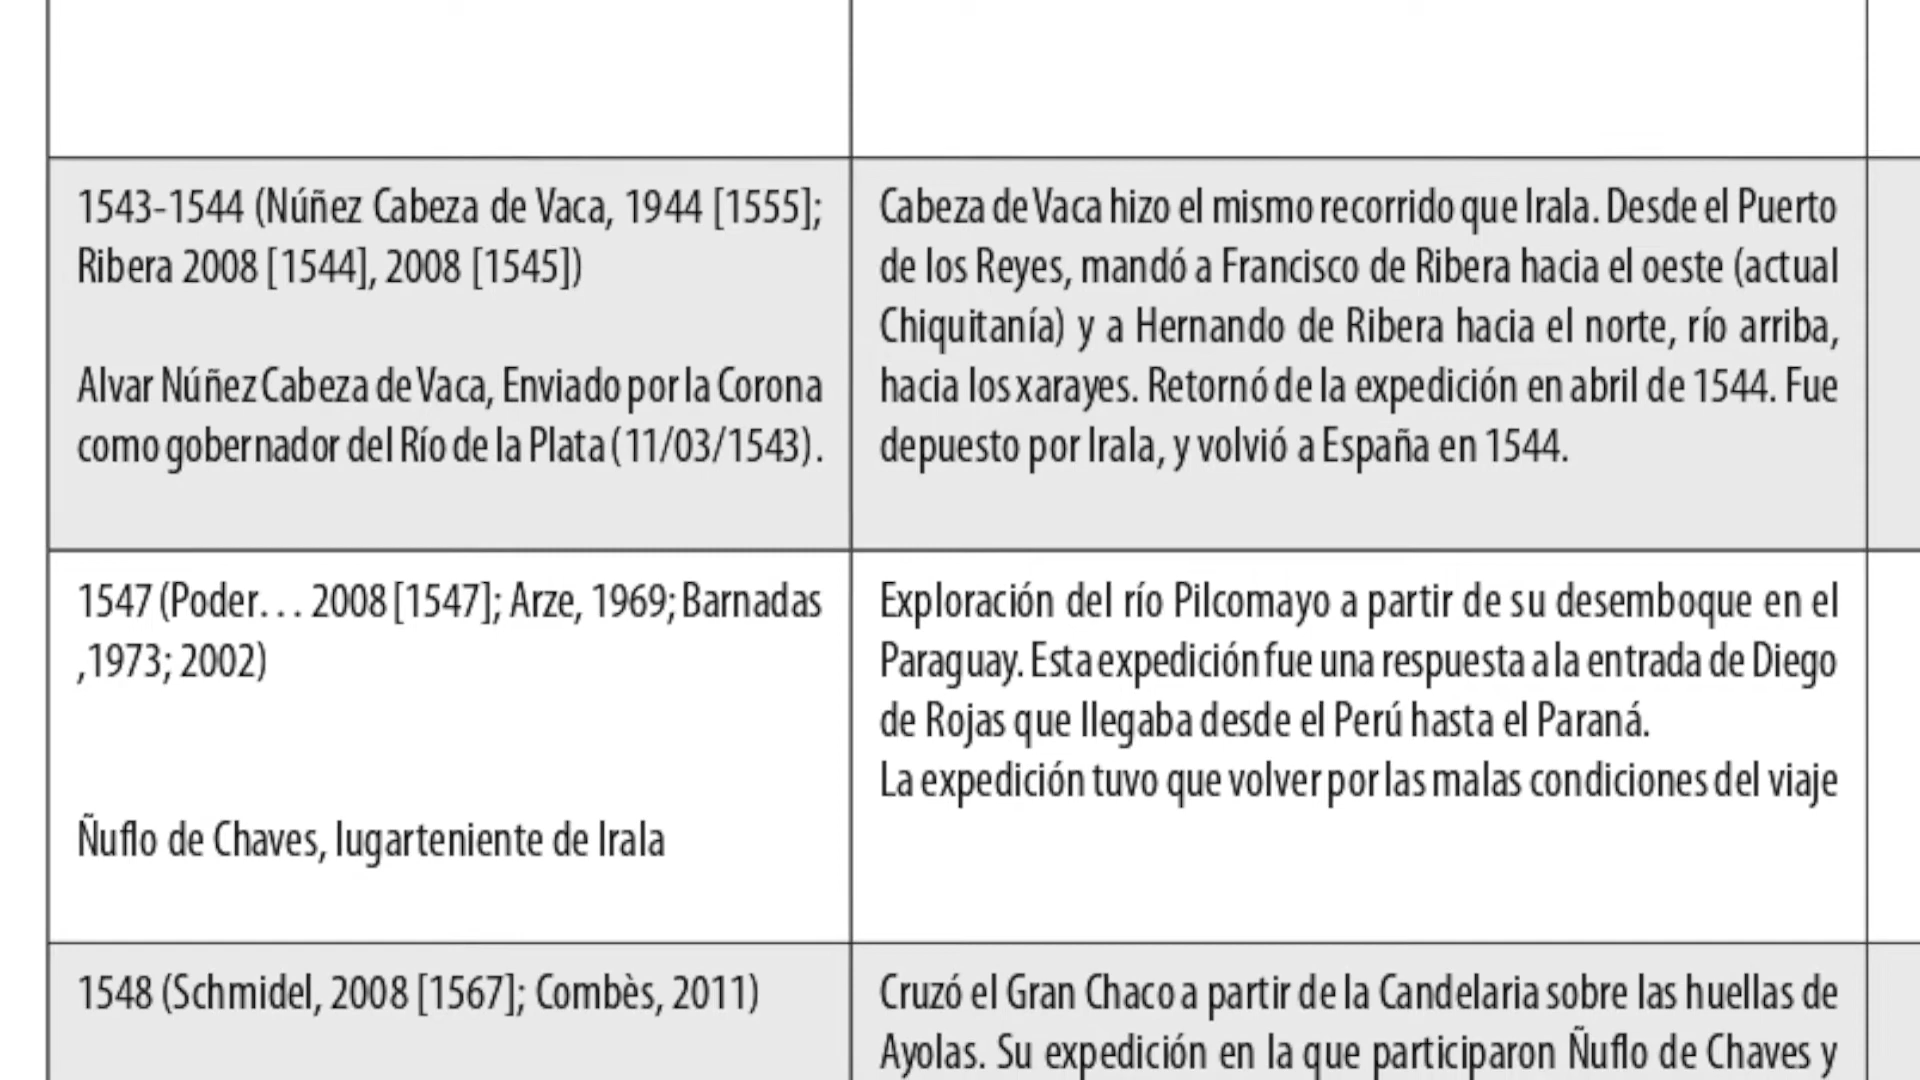 1543-1544 (Núñez Cabeza de Vaca, 1944 [1555];
Ribera 2008 [1544], 2008 [1545])
Alvar Núñez Cabeza de Vaca, Enviado por la Corona
como gobernador del Río de la Plata (11/03/1543).
Cabeza de Vaca hizo el mismo recorrido que Irala. Desde el Puerto
de los Reyes, mandó a Francisco de Ribera hacia el oeste (actual
Chiquitanía) y a Hernando de Ribera hacia el norte, río arriba,
hacia los xarayes. Retornó de la expedición en abril de 1544. Fue
depuesto por Irala, y volvió a España en 1544.
1547 (Poder. . . 2008 [1547]; Arze, 1969; Barnadas
,1973; 2002)
Ñuflo de Chaves, lugarteniente de Irala
Exploración del río Pilcomayo a partir de su desemboque en el
Paraguay. Esta expedición fue una respuesta a la entrada de Diego
de Rojas que llegaba desde el Perú hasta el Paraná.
La expedición tuvo que volver por las malas condiciones del viaje
1548 (Schmidel, 2008 [1567]; Combès, 2011)
Cruzó el Gran Chaco a partir de la Candelaria sobre las huellas de
Ayolas. Su expedición en la que participaron Ñuflo de Chaves y